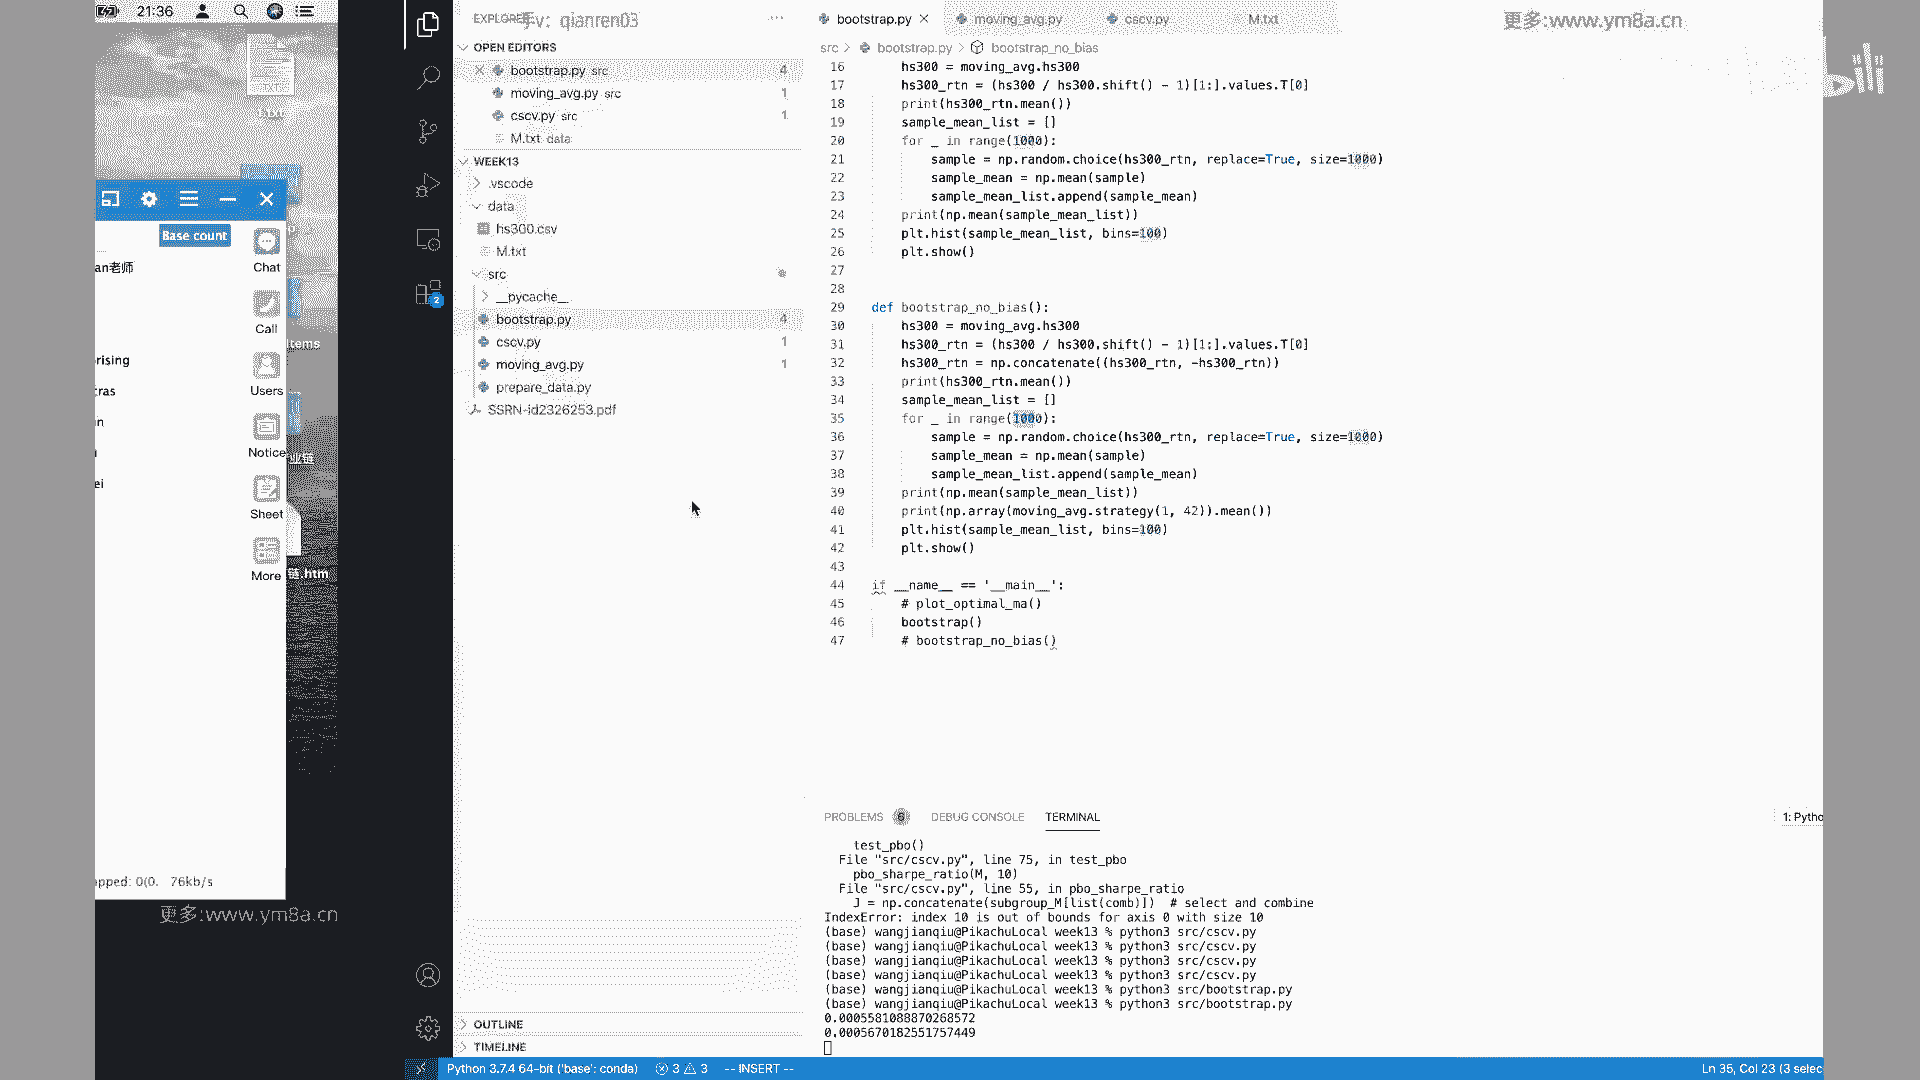 21:36
TXT
1.txt
Base count
an老师
Chat
Call
Items
rising
Users
ras
in
业链
Notice
ei
Sheet
More
链.htm
apped: 0(0. 76kb/s
更多:www.ym8a.cn
EXPLORER
v: qianren03
OPEN EDITORS
bootstrap.py src 4
moving_avg.py src 1
cscv.py src 1
M.txt data
WEEK13
.vscode
data
hs300.csv
M.txt
src
__pycache__
bootstrap.py 4
cscv.py 1
moving_avg.py 1
prepare_data.py
SSRN-id2326253.pdf
OUTLINE
TIMELINE
2
bootstrap.py moving_avg.py cscv.py M.txt
更多:www.ym8a.cn
bili
src > bootstrap.py > bootstrap_no_bias
16 hs300 = moving_avg.hs300
17 hs300_rtn = (hs300 / hs300.shift() - 1)[1:].values.T[0]
18 print(hs300_rtn.mean())
19 sample_mean_list = []
20 for _ in range(1000):
21 sample = np.random.choice(hs300_rtn, replace=True, size=1000)
22 sample_mean = np.mean(sample)
23 sample_mean_list.append(sample_mean)
24 print(np.mean(sample_mean_list))
25 plt.hist(sample_mean_list, bins=100)
26 plt.show()
27
28
29 def bootstrap_no_bias():
30 hs300 = moving_avg.hs300
31 hs300_rtn = (hs300 / hs300.shift() - 1)[1:].values.T[0]
32 hs300_rtn = np.concatenate((hs300_rtn, -hs300_rtn))
33 print(hs300_rtn.mean())
34 sample_mean_list = []
35 for _ in range(1000):
36 sample = np.random.choice(hs300_rtn, replace=True, size=1000)
37 sample_mean = np.mean(sample)
38 sample_mean_list.append(sample_mean)
39 print(np.mean(sample_mean_list))
40 print(np.array(moving_avg.strategy(1, 42)).mean())
41 plt.hist(sample_mean_list, bins=100)
42 plt.show()
43
44 if __name__ == '__main__':
45 # plot_optimal_ma()
46 bootstrap()
47 # bootstrap_no_bias()
PROBLEMS 6 DEBUG CONSOLE TERMINAL 1: Pytho
test_pbo()
File "src/cscv.py", line 75, in test_pbo
pbo_sharpe_ratio(M, 10)
File "src/cscv.py", line 55, in pbo_sharpe_ratio
J = np.concatenate(subgroup_M[list(comb)]) # select and combine
IndexError: index 10 is out of bounds for axis 0 with size 10
(base) wangjianqiu@PikachuLocal week13 % python3 src/cscv.py
(base) wangjianqiu@PikachuLocal week13 % python3 src/cscv.py
(base) wangjianqiu@PikachuLocal week13 % python3 src/cscv.py
(base) wangjianqiu@PikachuLocal week13 % python3 src/cscv.py
(base) wangjianqiu@PikachuLocal week13 % python3 src/bootstrap.py
(base) wangjianqiu@PikachuLocal week13 % python3 src/bootstrap.py
0.0005581088870268572
0.0005670182551757449
Python 3.7.4 64-bit ('base': conda) 3 3 -- INSERT -- Ln 35, Col 23 (3 selec